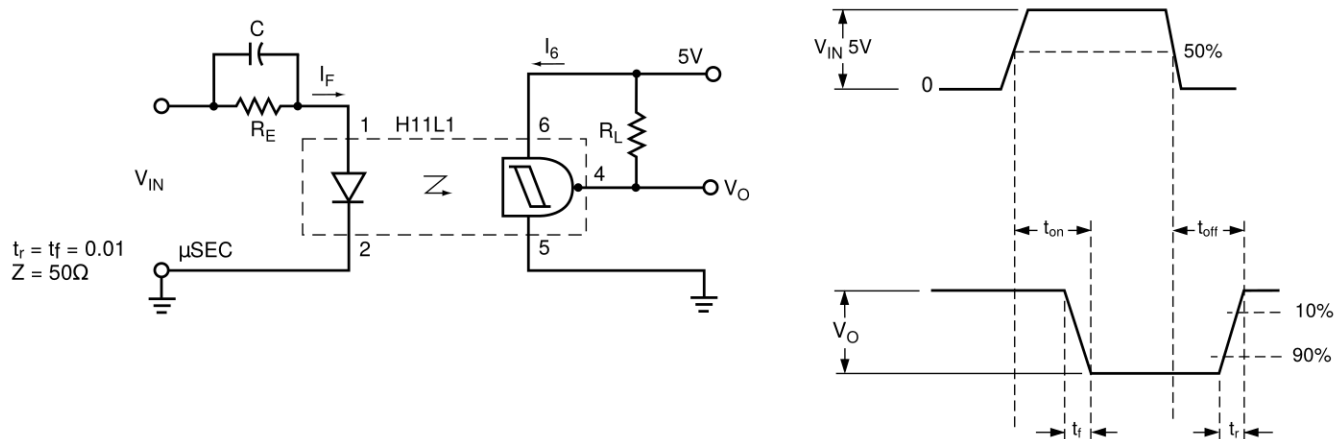 C
I_F
R_E
V_IN
t_r = t_f = 0.01
Z = 50Ω
µSEC
1
H11L1
6
2
5
4
I_6
5V
R_L
V_O
V_IN 5V
0
50%
t_on
t_off
V_O
10%
90%
t_f
t_r